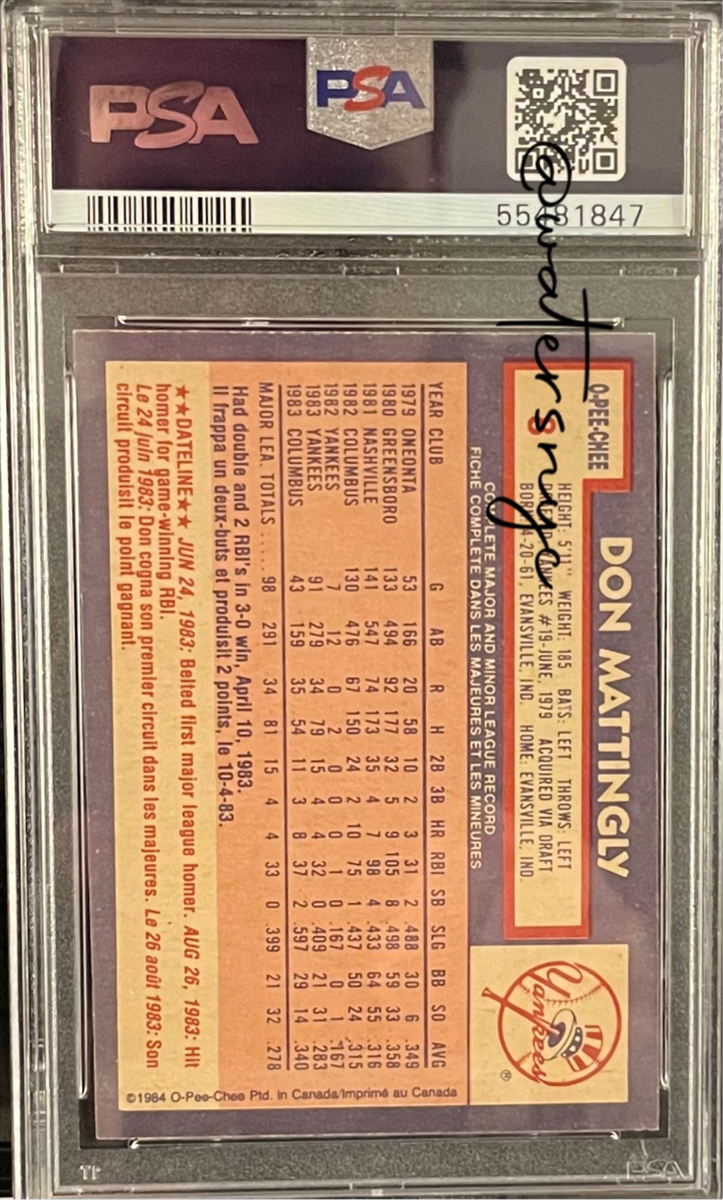 PSA
PSA
55481847
@watersnyc
O-PEE-CHEE
8
DON MATTINGLY
HEIGHT: 5'11" WEIGHT: 185 BATS: LEFT THROWS: LEFT
DRAFTED: YANKEES #19-JUNE, 1979 ACQUIRED VIA DRAFT
BORN: 4-20-61, EVANSVILLE, IND. HOME: EVANSVILLE, IND.
COMPLETE MAJOR AND MINOR LEAGUE RECORD
FICHE COMPLETE DANS LES MAJEURES ET LES MINEURES
Yankees
®
YEAR CLUB G AB R H 2B 3B HR RBI SB SLG BB SO AVG
1979 ONEONTA 53 166 20 58 10 2 3 31 2 .488 30 6 .349
1980 GREENSBORO 133 494 92 177 32 5 9 105 8 .498 59 33 .358
1981 NASHVILLE 141 547 74 173 35 4 7 98 4 .433 64 55 .316
1982 COLUMBUS 130 476 67 150 24 2 10 75 1 .437 50 24 .315
1982 YANKEES 7 12 0 2 0 0 0 1 0 .167 0 1 .167
1983 YANKEES 91 279 34 79 15 4 4 32 0 .409 21 31 .283
1983 COLUMBUS 43 159 35 54 11 3 8 37 2 .597 29 14 .340
MAJOR LEA. TOTALS ..... 98 291 34 81 15 4 4 33 0 .399 21 32 .278
Had double and 2 RBI's in 3-0 win, April 10, 1983.
Il frappa un deux-buts et produisit 2 points, le 10-4-83.
★★DATELINE★★ JUN 24, 1983: Belted first major league homer. AUG 26, 1983: Hit
homer for game-winning RBI.
Le 24 juin 1983: Don cogna son premier circuit dans les majeures. Le 26 août 1983: Son
circuit produisit le point gagnant.
©1984 O-Pee-Chee Ptd. in Canada/Imprimé au Canada
PSA